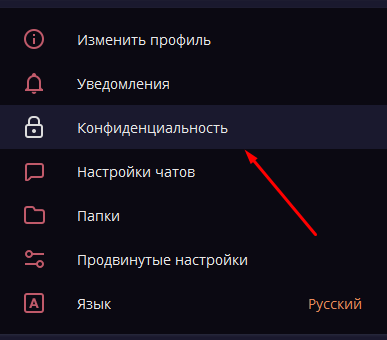 Изменить профиль
Уведомления
Конфиденциальность
Настройки чатов
Папки
Продвинутые настройки
A Язык Русский